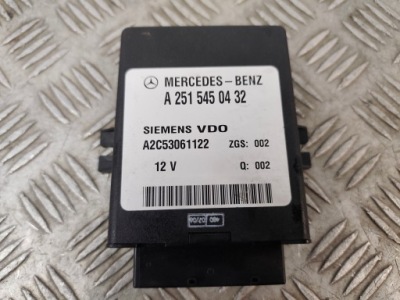 MERCEDES-BENZ
A 251 545 04 32
SIEMENS VDO
A2C53061122 ZGS: 002
12 V Q: 002